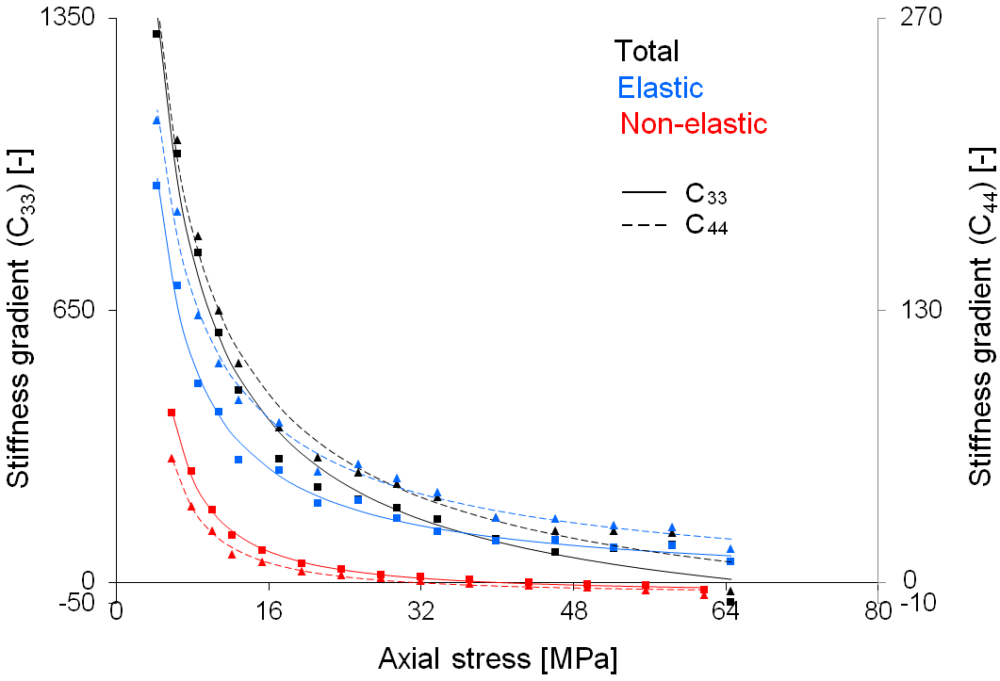 1350
270
Total
Elastic
Non-elastic
C33
C44
Stiffness gradient (C33) [-]
Stiffness gradient (C44) [-]
650
130
0
0
-50
-10
0
16
32
48
64
80
Axial stress [MPa]